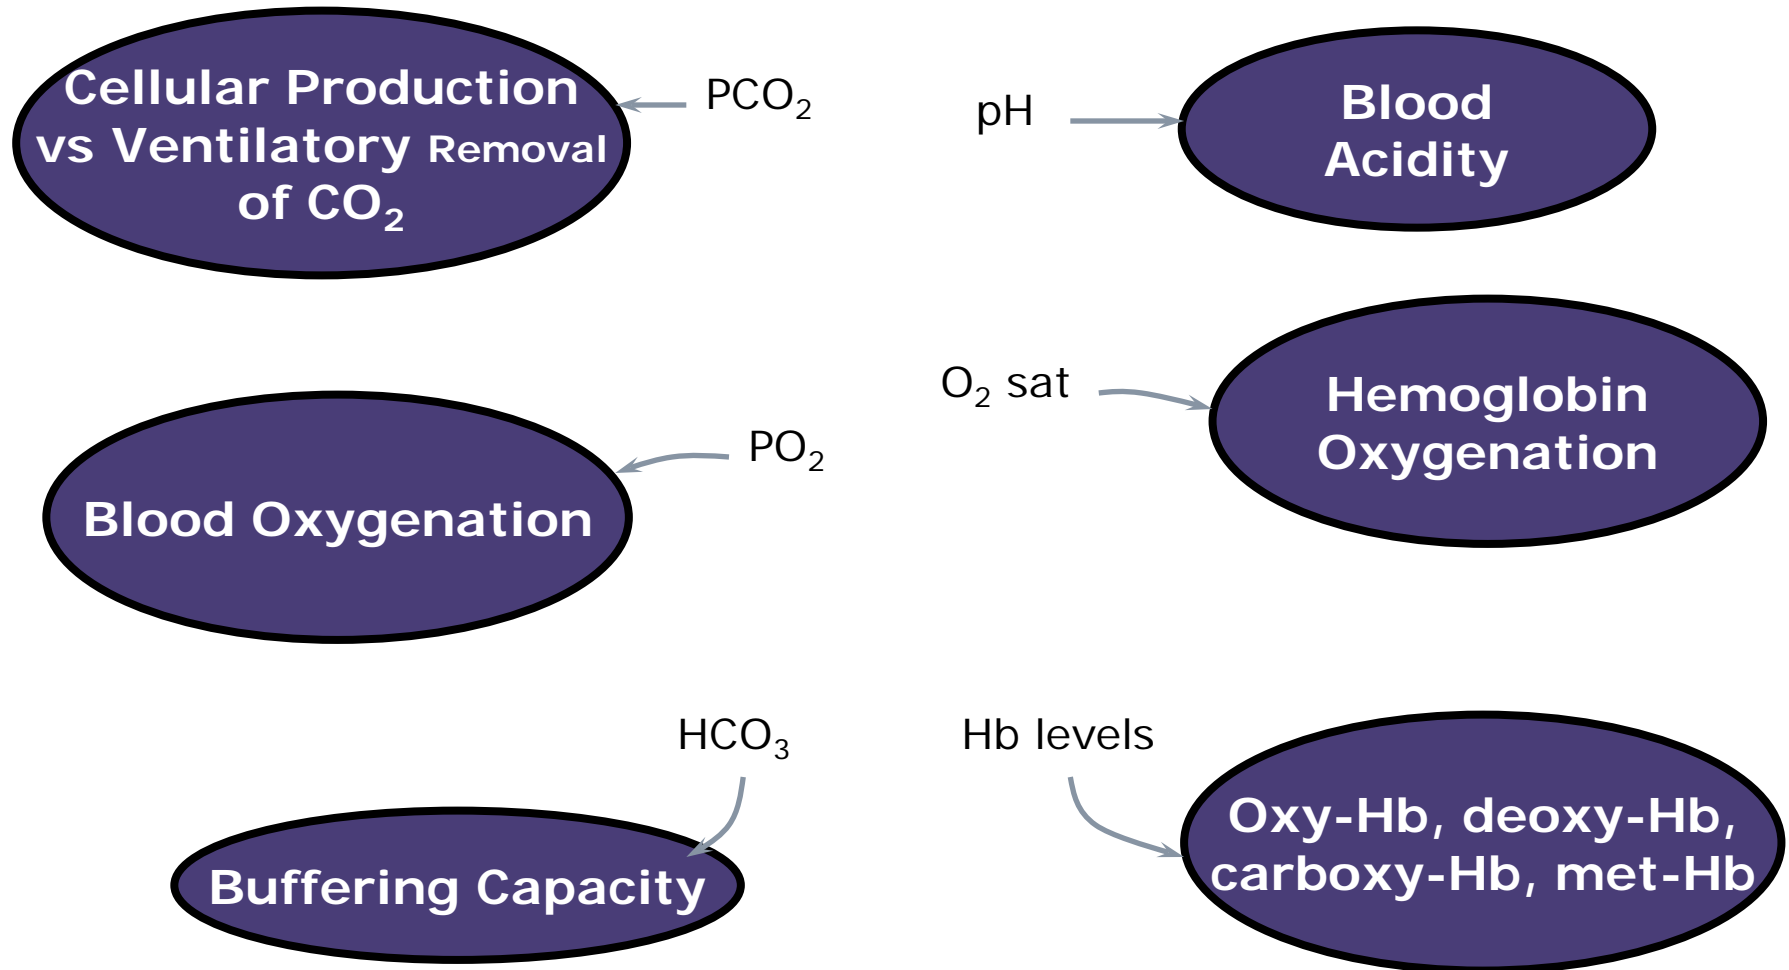 Cellular Production
vs Ventilatory Removal
of CO₂
PCO₂
pH
Blood
Acidity
O₂ sat
Hemoglobin
Oxygenation
PO₂
Blood Oxygenation
HCO₃
Buffering Capacity
Hb levels
Oxy-Hb, deoxy-Hb,
carboxy-Hb, met-Hb